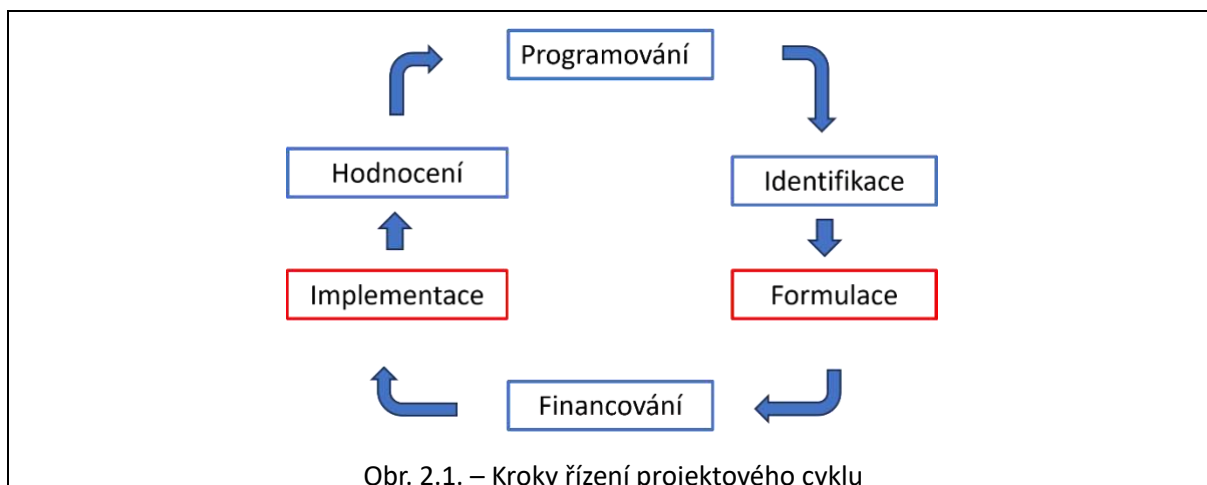 Programování
Hodnocení
Identifikace
Implementace
Formulace
Financování
Obr. 2.1. – Kroky řízení projektového cyklu